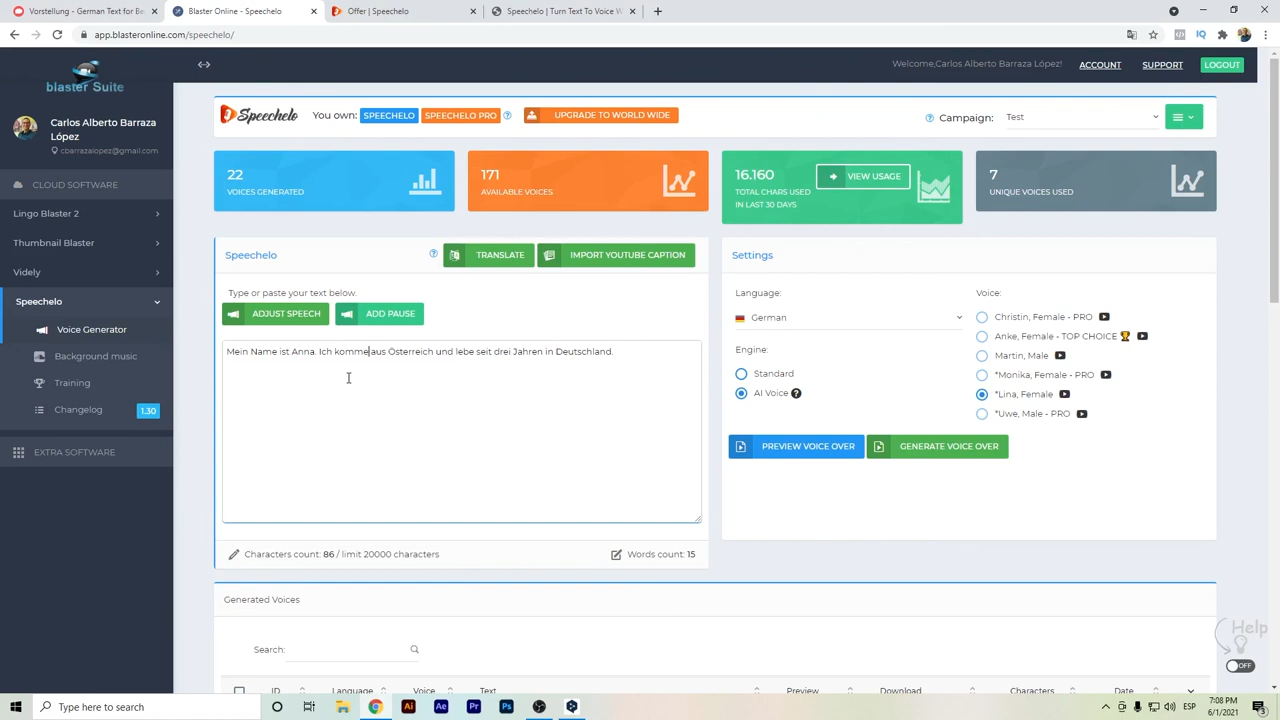 Vorstellung - German Text for Be
Blaster Online - Speechelo
Offer | Speechelo
Speechelo | Turn Text To Voice W
app.blasteronline.com/speechelo/
blaster Suite
Welcome,Carlos Alberto Barraza López!
ACCOUNT
SUPPORT
LOGOUT
Carlos Alberto Barraza
López
cbarrazalopez@gmail.com
CLOUD SOFTWARE
Lingo Blaster 2
Thumbnail Blaster
Videly
Speechelo
Voice Generator
Background music
Training
Changelog
1.30
EXTRA SOFTWARE
Speechelo
You own:
SPEECHELO
SPEECHELO PRO
UPGRADE TO WORLD WIDE
Campaign:
Test
22
VOICES GENERATED
171
AVAILABLE VOICES
16.160
TOTAL CHARS USED
IN LAST 30 DAYS
VIEW USAGE
7
UNIQUE VOICES USED
Speechelo
TRANSLATE
IMPORT YOUTUBE CAPTION
Type or paste your text below.
ADJUST SPEECH
ADD PAUSE
Mein Name ist Anna. Ich komme aus Österreich und lebe seit drei Jahren in Deutschland.
Characters count: 86 / limit 20000 characters
Words count: 15
Settings
Language:
German
Engine:
Standard
AI Voice
Voice:
Christin, Female - PRO
Anke, Female - TOP CHOICE
Martin, Male
*Monika, Female - PRO
*Lina, Female
*Uwe, Male - PRO
PREVIEW VOICE OVER
GENERATE VOICE OVER
Generated Voices
Search:
ID
Language
Voice
Text
Preview
Download
Characters
Date
Help
OFF
Type here to search
ESP
7:08 PM
6/1/2021